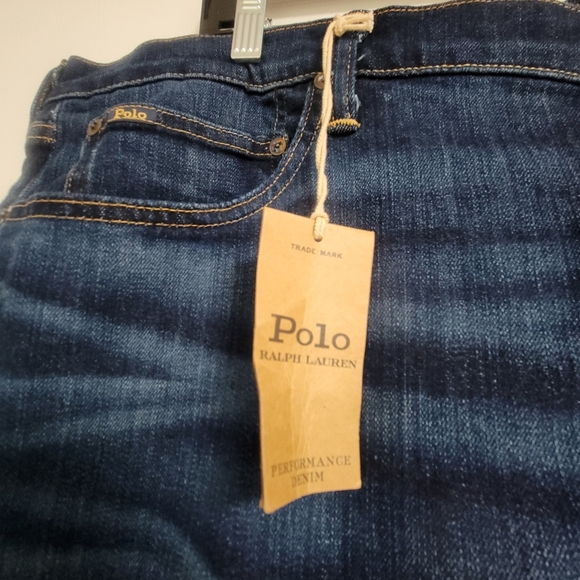 Polo
TRADE MARK
Polo
RALPH LAUREN
PERFORMANCE
DENIM